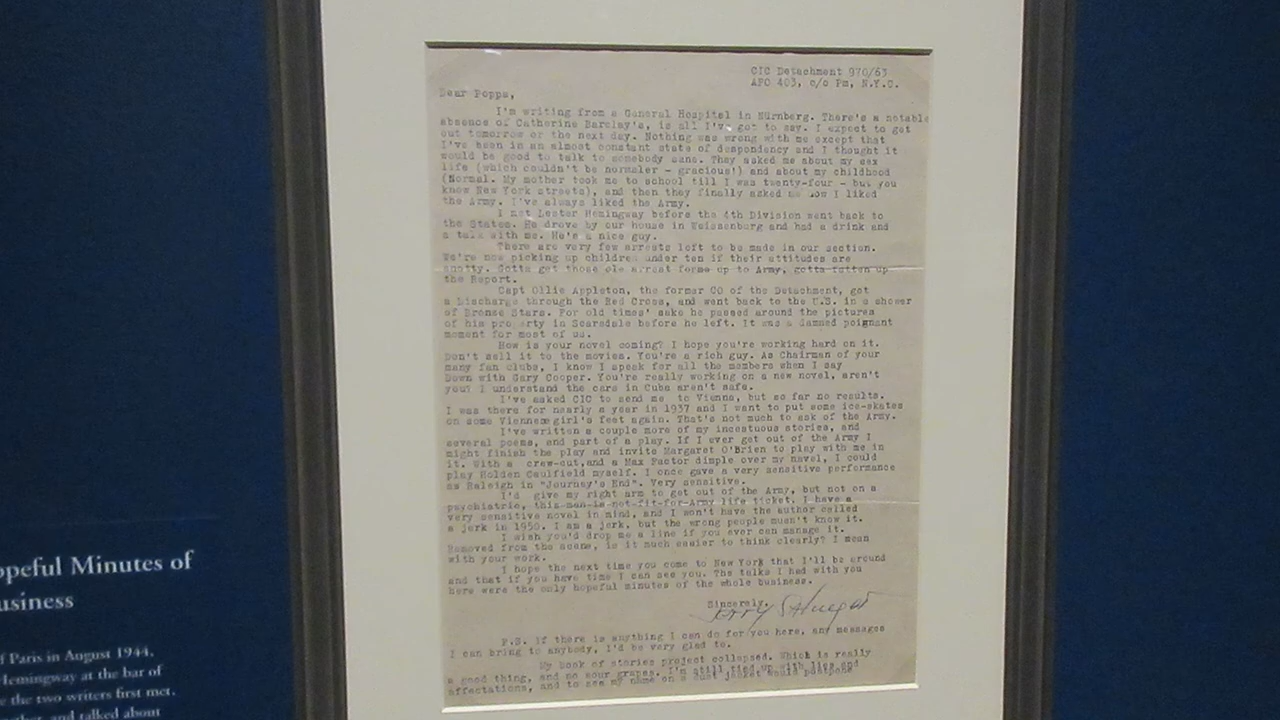 CIC Detachment 970/63
APO 403, c/o Pm, N.Y.C.
Dear Poppa,
I'm writing from a General Hospital in Nürnberg. There's a notable
absence of Catherine Barclay's, is all I've got to say. I expect to get
out tomorrow or the next day. Nothing was wrong with me except that
I've been in an almost constant state of despondency and I thought it
would be good to talk to somebody sane. They asked me about my sex
life (which couldn't be normaler - gracious!) and about my childhood
(Normal. My mother took me to school till I was twenty-four - but you
know New York streets), and then they finally asked me how I liked
the Army. I've always liked the Army.
I met Lester Hemingway before the 4th Division went back to
the States. He drove by our house in Weissenburg and had a drink and
a talk with me. He's a nice guy.
There are very few arrests left to be made in our section.
We're now picking up children under ten if their attitudes are
snotty. Gotta get those ole arrest forms up to Army, gotta fatten up
the Report.
Capt Ollie Appleton, the former CO of the Detachment, got
a Discharge through the Red Cross, and went back to the U.S. in a shower
of Bronze Stars. For old times' sake he passed around the pictures
of his property in Scarsdale before he left. It was a damned poignant
moment for most of us.
How is your novel coming? I hope you're working hard on it.
Don't sell it to the movies. You're a rich guy. As Chairman of your
many fan clubs, I know I speak for all the members when I say
Down with Gary Cooper. You're really working on a new novel, aren't
you? I understand the cars in Cuba aren't safe.
I've asked CIC to send me to Vienna, but so far no results.
I was there for nearly a year in 1937 and I want to put some ice-skates
on some Viennese girl's feet again. That's not much to ask of the Army.
I've written a couple more of my incestuous stories, and
several poems, and part of a play. If I ever get out of the Army I
might finish the play and invite Margaret O'Brien to play with me in
it. With a crew-cut,and a Max Factor dimple over my navel, I could
play Holden Caulfield myself. I once gave a very sensitive performance
as Raleigh in "Journey's End". Very sensitive.
I'd give my right arm to get out of the Army, but not on a
psychiatric, this-man-is-not-fit-for-Army life ticket. I have a
very sensitive novel in mind, and I won't have the author called
a jerk in 1950. I am a jerk, but the wrong people musn't know it.
I wish you'd drop me a line if you ever can manage it.
Removed from the scene, is it much easier to think clearly? I mean
with your work.
I hope the next time you come to New York that I'll be around
and that if you have time I can see you. The talks I had with you
here were the only hopeful minutes of the whole business.
Sincerely,
Jerry Salinger
P.S. If there is anything I can do for you here, any messages
I can bring to anybody, I'd be very glad to.
My book of stories project collapsed. Which is really
a good thing, and no sour grapes. I'm still tied up with lies and
affectations, and to see my name on a dust jacket would postpone
opeful Minutes of
usiness
f Paris in August 1944,
Hemingway at the bar of
e the two writers first met.
and talked about